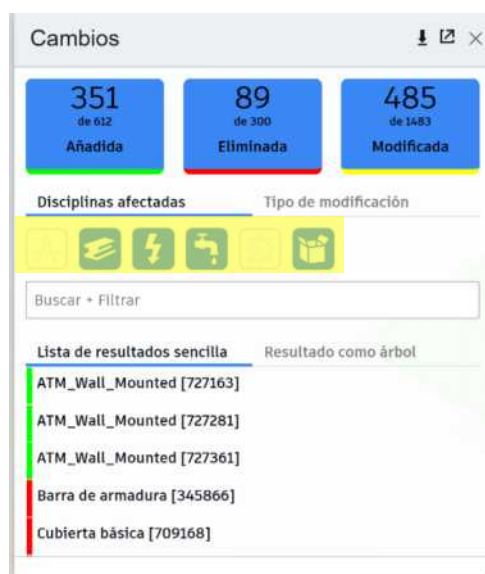 Cambios
351
de 612
Añadida
89
de 300
Eliminada
485
de 1483
Modificada
Disciplinas afectadas
Tipo de modificación
Buscar + Filtrar
Lista de resultados sencilla
Resultado como árbol
ATM_Wall_Mounted [727163]
ATM_Wall_Mounted [727281]
ATM_Wall_Mounted [727361]
Barra de armadura [345866]
Cubierta básica [709168]